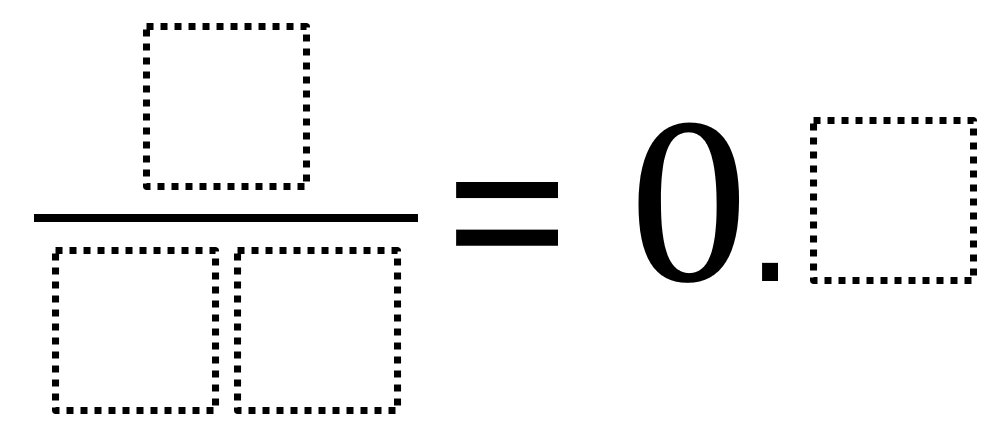 □/□□ = 0.□